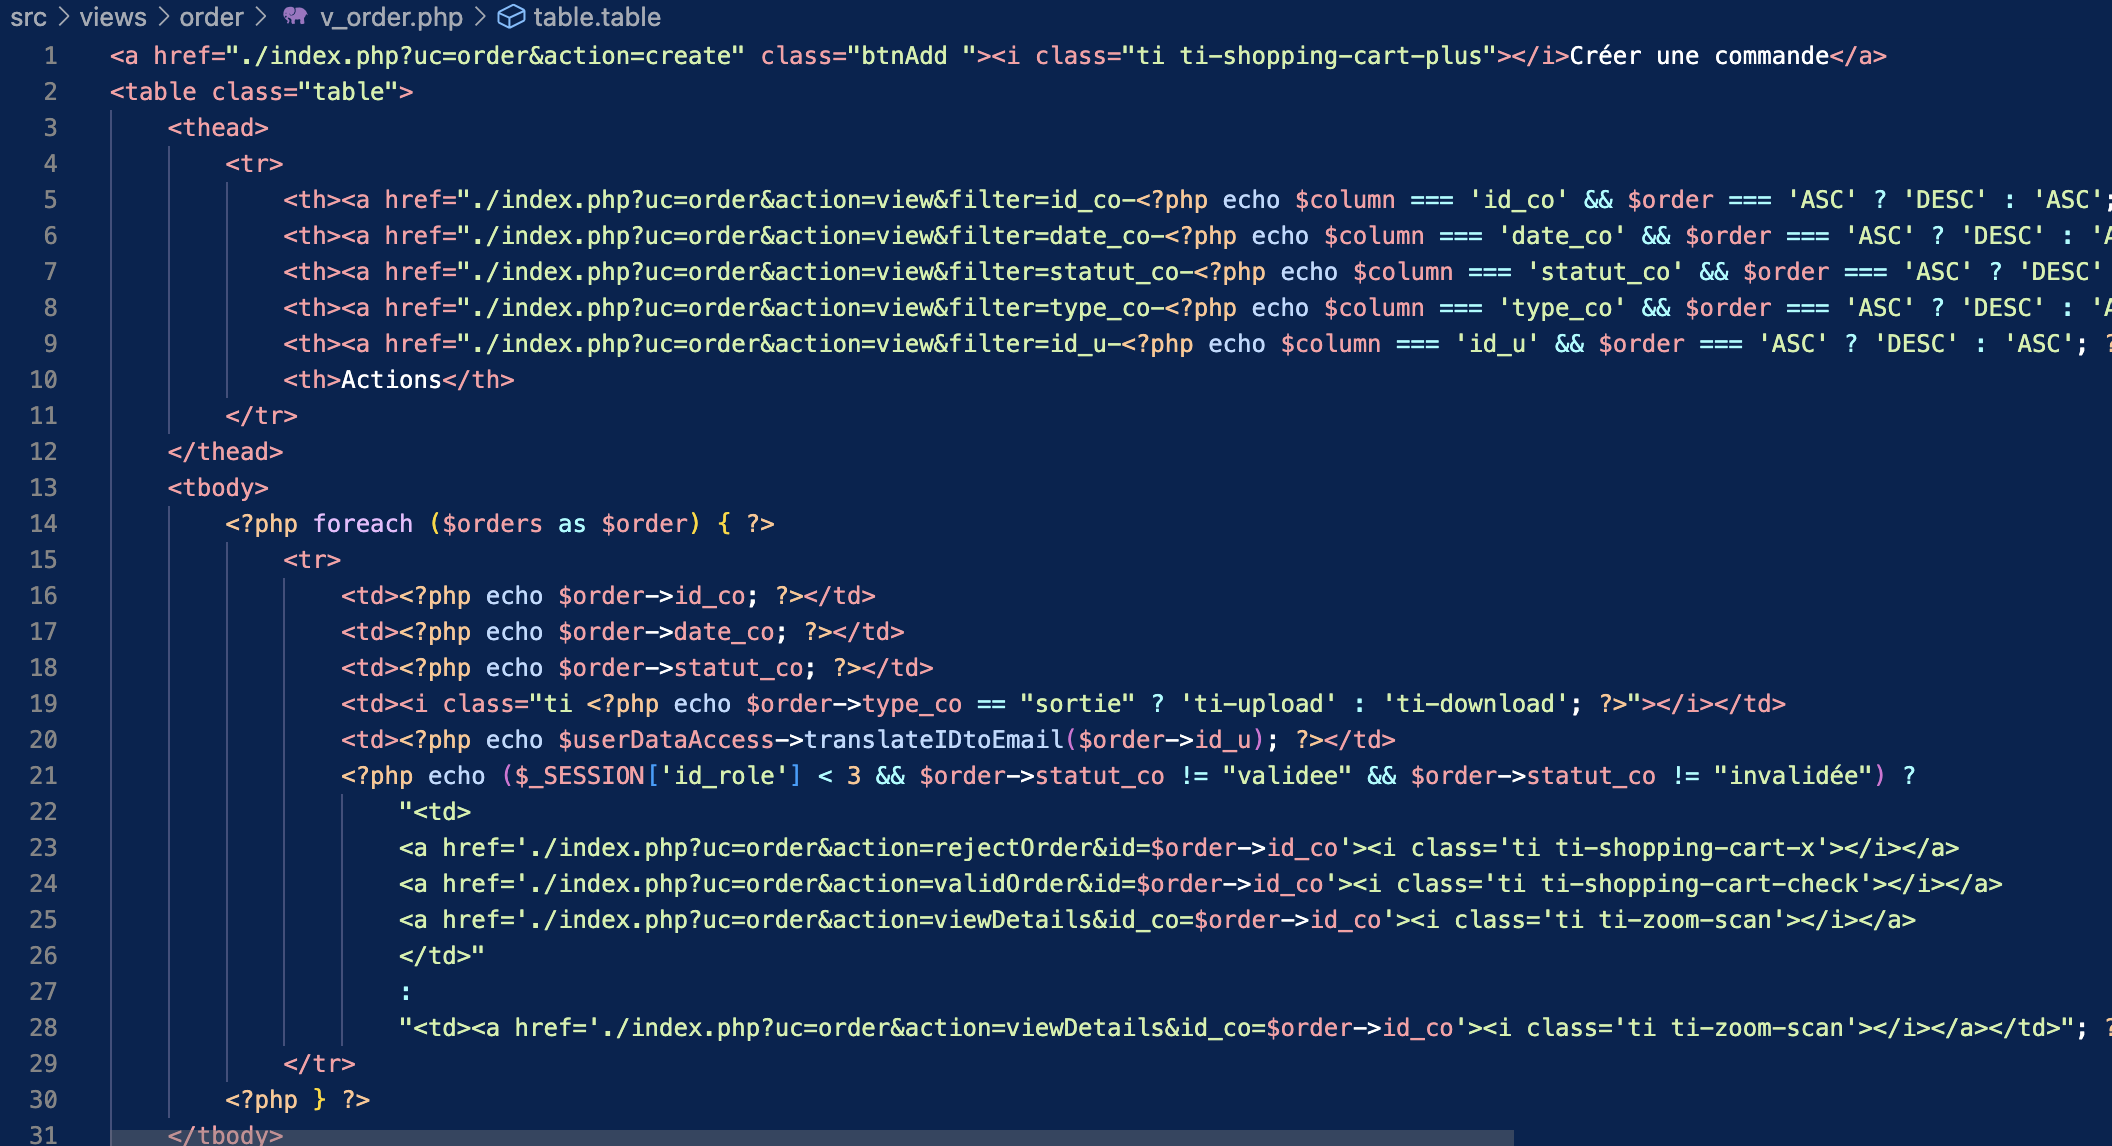 src > views > order > v_order.php > table.table
1 <a href="./index.php?uc=order&action=create" class="btnAdd "><i class="ti ti-shopping-cart-plus"></i>Créer une commande</a>
2 <table class="table">
3 <thead>
4 <tr>
5 <th><a href="./index.php?uc=order&action=view&filter=id_co-<?php echo $column === 'id_co' && $order === 'ASC' ? 'DESC' : 'ASC';
6 <th><a href="./index.php?uc=order&action=view&filter=date_co-<?php echo $column === 'date_co' && $order === 'ASC' ? 'DESC' : 'A
7 <th><a href="./index.php?uc=order&action=view&filter=statut_co-<?php echo $column === 'statut_co' && $order === 'ASC' ? 'DESC'
8 <th><a href="./index.php?uc=order&action=view&filter=type_co-<?php echo $column === 'type_co' && $order === 'ASC' ? 'DESC' : 'A
9 <th><a href="./index.php?uc=order&action=view&filter=id_u-<?php echo $column === 'id_u' && $order === 'ASC' ? 'DESC' : 'ASC'; ?
10 <th>Actions</th>
11 </tr>
12 </thead>
13 <tbody>
14 <?php foreach ($orders as $order) { ?>
15 <tr>
16 <td><?php echo $order->id_co; ?></td>
17 <td><?php echo $order->date_co; ?></td>
18 <td><?php echo $order->statut_co; ?></td>
19 <td><i class="ti <?php echo $order->type_co == "sortie" ? 'ti-upload' : 'ti-download'; ?>"></i></td>
20 <td><?php echo $userDataAccess->translateIDtoEmail($order->id_u); ?></td>
21 <?php echo ($_SESSION['id_role'] < 3 && $order->statut_co != "validee" && $order->statut_co != "invalidée") ?
22 "<td>
23 <a href='./index.php?uc=order&action=rejectOrder&id=$order->id_co'><i class='ti ti-shopping-cart-x'></i></a>
24 <a href='./index.php?uc=order&action=validOrder&id=$order->id_co'><i class='ti ti-shopping-cart-check'></i></a>
25 <a href='./index.php?uc=order&action=viewDetails&id_co=$order->id_co'><i class='ti ti-zoom-scan'></i></a>
26 </td>"
27 :
28 "<td><a href='./index.php?uc=order&action=viewDetails&id_co=$order->id_co'><i class='ti ti-zoom-scan'></i></a></td>"; ?
29 </tr>
30 <?php } ?>
31 </tbody>